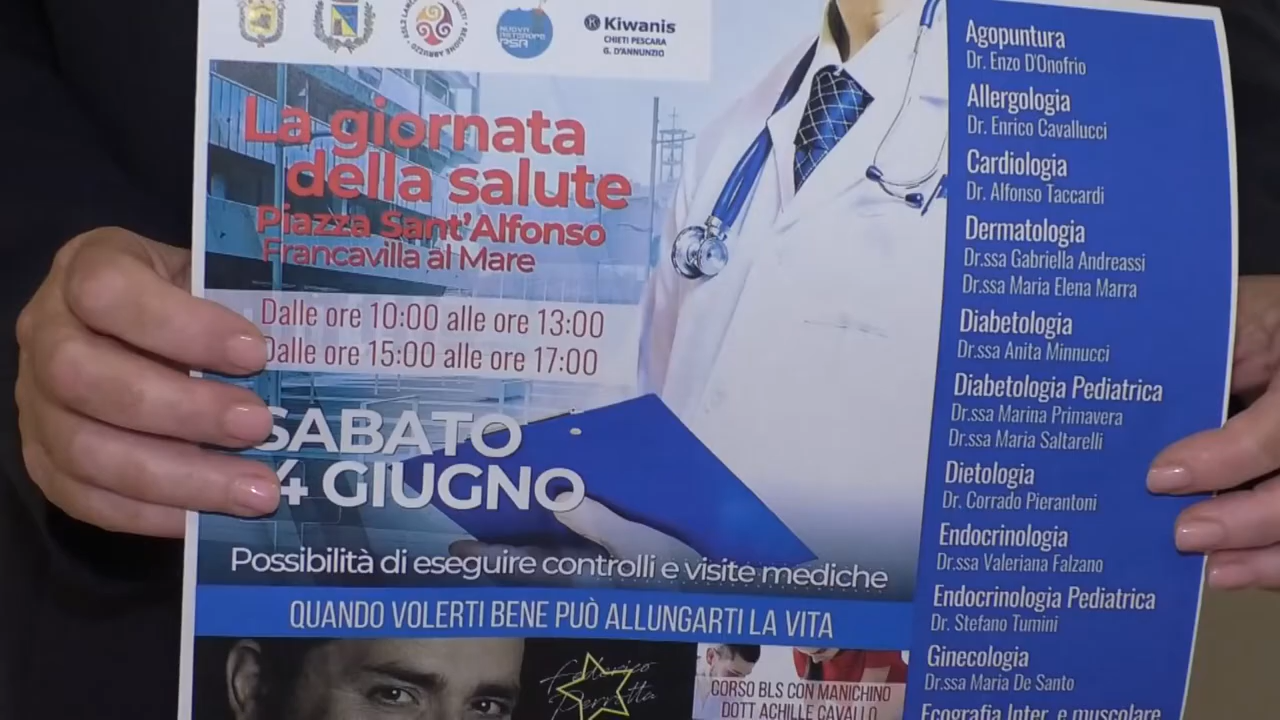 Kiwanis
CHIETI PESCARA
G. D'ANNUNZIO
La giornata
della salute
Piazza Sant'Alfonso
Francavilla al Mare
Dalle ore 10:00 alle ore 13:00
Dalle ore 15:00 alle ore 17:00
SABATO
4 GIUGNO
Possibilità di eseguire controlli e visite mediche
QUANDO VOLERTI BENE PUÒ ALLUNGARTI LA VITA
Federico
Perrotta
CORSO BLS CON MANICHINO
DOTT ACHILLE CAVALLO
Agopuntura
Dr. Enzo D'Onofrio
Allergologia
Dr. Enrico Cavallucci
Cardiologia
Dr. Alfonso Taccardi
Dermatologia
Dr.ssa Gabriella Andreassi
Dr.ssa Maria Elena Marra
Diabetologia
Dr.ssa Anita Minnucci
Diabetologia Pediatrica
Dr.ssa Marina Primavera
Dr.ssa Maria Saltarelli
Dietologia
Dr. Corrado Pierantoni
Endocrinologia
Dr.ssa Valeriana Falzano
Endocrinologia Pediatrica
Dr. Stefano Tumini
Ginecologia
Dr.ssa Maria De Santo
Ecografia Inter. e muscolare